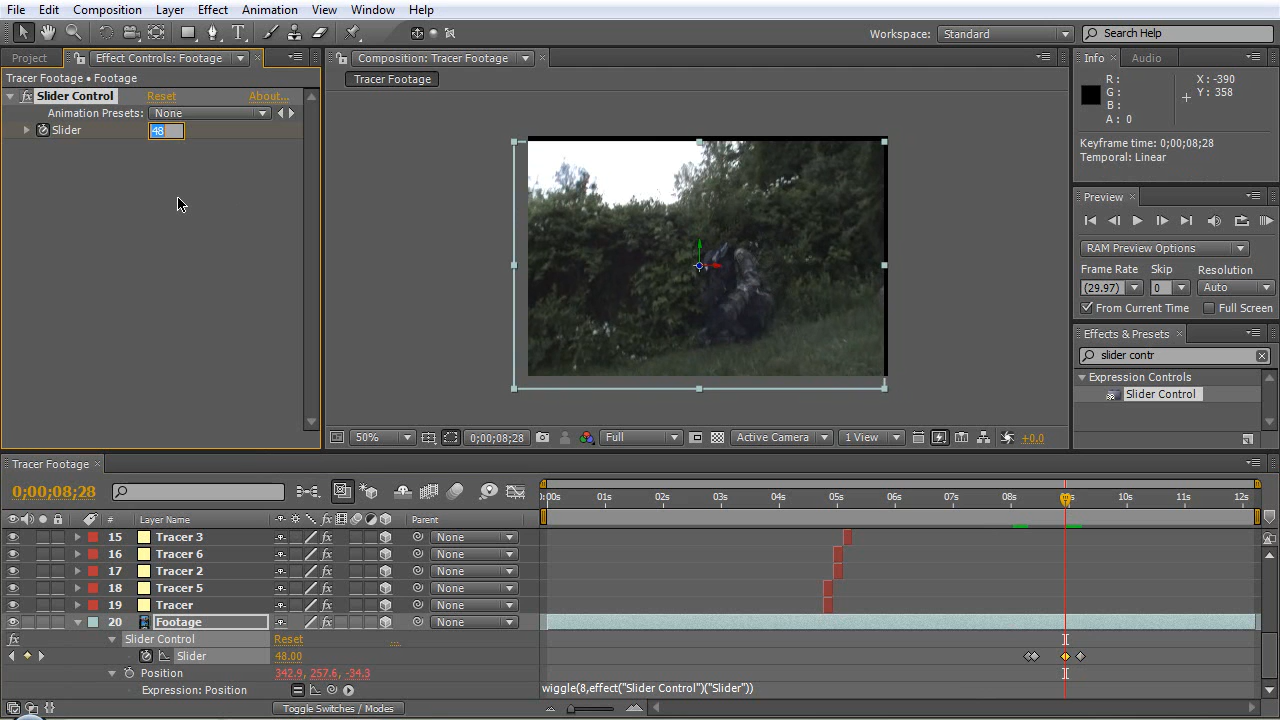 File Edit Composition Layer Effect Animation View Window Help
Workspace: Standard Search Help
Project Effect Controls: Footage
Tracer Footage • Footage
fx Slider Control Reset About...
Animation Presets: None
Slider 48
Composition: Tracer Footage
Tracer Footage
50% 0;00;08;28 Full Active Camera 1 View +0.0
Info Audio
R : X : -390
G : Y : 358
B :
A : 0
Keyframe time: 0;00;08;28
Temporal: Linear
Preview
RAM Preview Options
Frame Rate Skip Resolution
(29.97) 0 Auto
From Current Time Full Screen
Effects & Presets
slider contr
Expression Controls
Slider Control
Tracer Footage
0;00;08;28
:00s 01s 02s 03s 04s 05s 06s 07s 08s 09s 10s 11s 12s
# Layer Name Parent
15 Tracer 3 fx None
16 Tracer 6 fx None
17 Tracer 2 fx None
18 Tracer 5 fx None
19 Tracer fx None
20 Footage fx None
fx Slider Control Reset ...
Slider 48.00
Position 342.9, 257.6, -34.3
Expression: Position wiggle(8,effect("Slider Control")("Slider"))
Toggle Switches / Modes